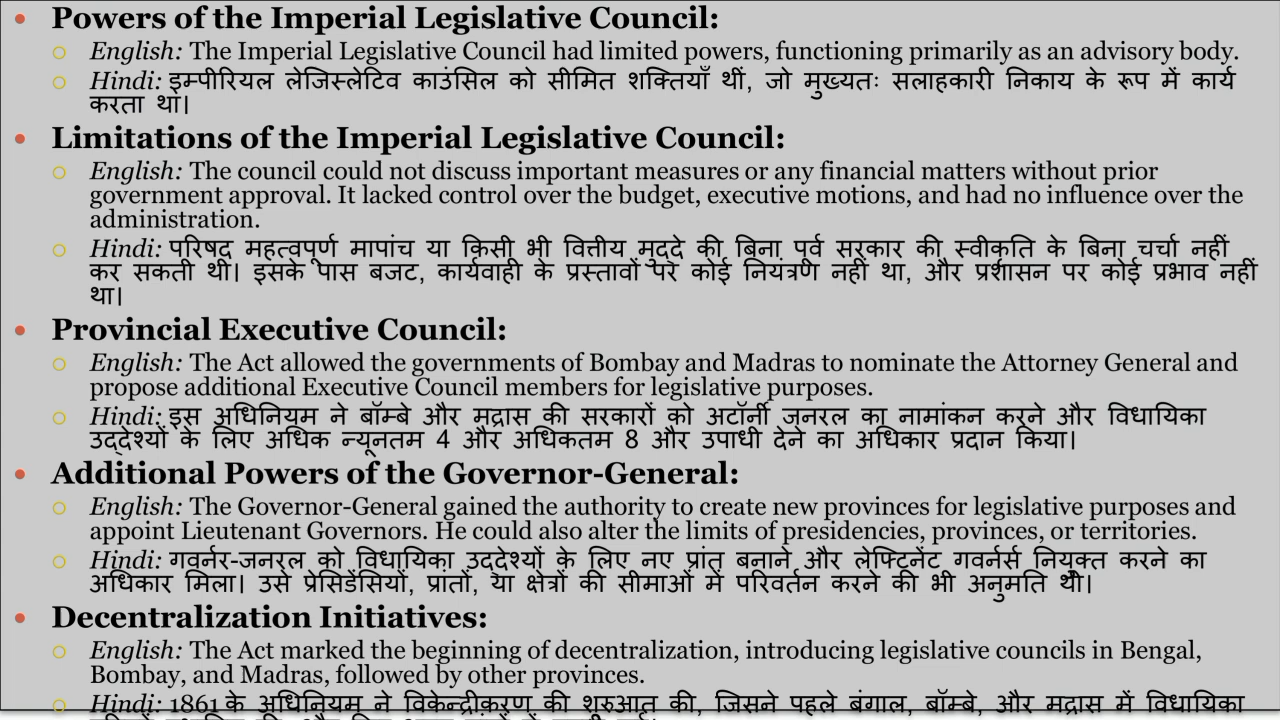 Powers of the Imperial Legislative Council:
English: The Imperial Legislative Council had limited powers, functioning primarily as an advisory body.
Hindi: इम्पीरियल लेजिस्लेटिव काउंसिल को सीमित शक्तियाँ थीं, जो मुख्यतः सलाहकारी निकाय के रूप में कार्य
करता था।
Limitations of the Imperial Legislative Council:
English: The council could not discuss important measures or any financial matters without prior
government approval. It lacked control over the budget, executive motions, and had no influence over the
administration.
Hindi: परिषद महत्वपूर्ण मापांच या किसी भी वित्तीय मुद्दे की बिना पूर्व सरकार की स्वीकृति के बिना चर्चा नहीं
कर सकती थी। इसके पास बजट, कार्यवाही के प्रस्तावों पर कोई नियंत्रण नहीं था, और प्रशासन पर कोई प्रभाव नहीं
था।
Provincial Executive Council:
English: The Act allowed the governments of Bombay and Madras to nominate the Attorney General and
propose additional Executive Council members for legislative purposes.
Hindi: इस अधिनियम ने बॉम्बे और मद्रास की सरकारों को अटॉर्नी जनरल का नामांकन करने और विधायिका
उद्देश्यों के लिए अधिक न्यूनतम 4 और अधिकतम 8 और उपाधी देने का अधिकार प्रदान किया।
Additional Powers of the Governor-General:
English: The Governor-General gained the authority to create new provinces for legislative purposes and
appoint Lieutenant Governors. He could also alter the limits of presidencies, provinces, or territories.
Hindi: गवर्नर-जनरल को विधायिका उद्देश्यों के लिए नए प्रांत बनाने और लेफ्टिनेंट गवर्नर्स नियुक्त करने का
अधिकार मिला। उसे प्रेसिडेंसियों, प्रांतों, या क्षेत्रों की सीमाओं में परिवर्तन करने की भी अनुमति थी।
Decentralization Initiatives:
English: The Act marked the beginning of decentralization, introducing legislative councils in Bengal,
Bombay, and Madras, followed by other provinces.
Hindi: 1861 के अधिनियम ने विकेन्द्रीकरण की शुरुआत की, जिसने पहले बंगाल, बॉम्बे, और मद्रास में विधायिका